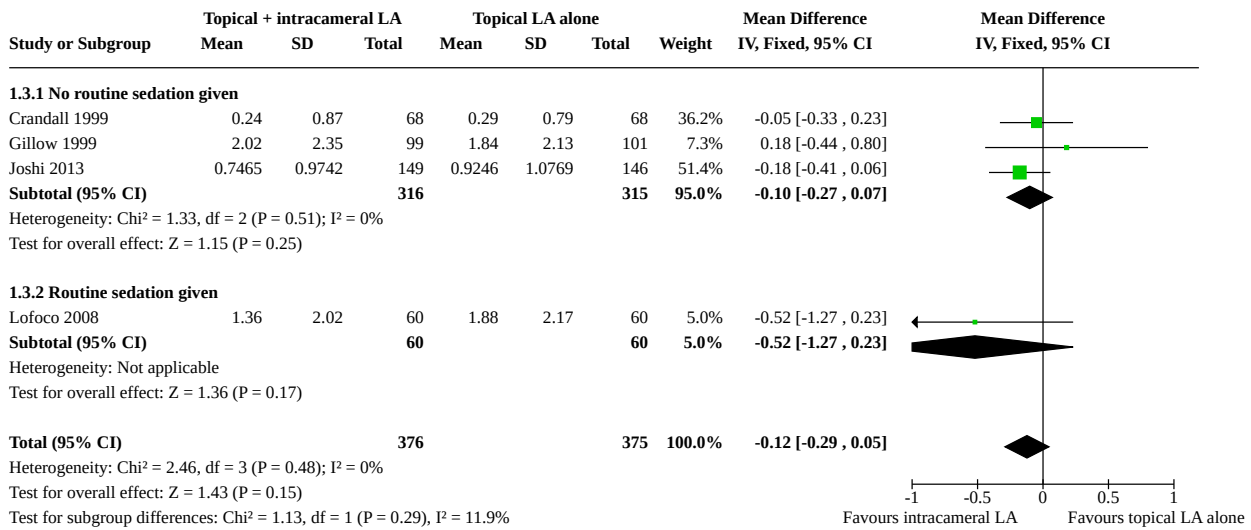 Topical + intracameral LA Topical LA alone Mean Difference Mean Difference
Study or Subgroup Mean SD Total Mean SD Total Weight IV, Fixed, 95% CI IV, Fixed, 95% CI
1.3.1 No routine sedation given
Crandall 1999 0.24 0.87 68 0.29 0.79 68 36.2% -0.05 [-0.33 , 0.23]
Gillow 1999 2.02 2.35 99 1.84 2.13 101 7.3% 0.18 [-0.44 , 0.80]
Joshi 2013 0.7465 0.9742 149 0.9246 1.0769 146 51.4% -0.18 [-0.41 , 0.06]
Subtotal (95% CI) 316 315 95.0% -0.10 [-0.27 , 0.07]
Heterogeneity: Chi² = 1.33, df = 2 (P = 0.51); I² = 0%
Test for overall effect: Z = 1.15 (P = 0.25)
1.3.2 Routine sedation given
Lofoco 2008 1.36 2.02 60 1.88 2.17 60 5.0% -0.52 [-1.27 , 0.23]
Subtotal (95% CI) 60 60 5.0% -0.52 [-1.27 , 0.23]
Heterogeneity: Not applicable
Test for overall effect: Z = 1.36 (P = 0.17)
Total (95% CI) 376 375 100.0% -0.12 [-0.29 , 0.05]
Heterogeneity: Chi² = 2.46, df = 3 (P = 0.48); I² = 0%
Test for overall effect: Z = 1.43 (P = 0.15)
-1 -0.5 0 0.5 1
Test for subgroup differences: Chi² = 1.13, df = 1 (P = 0.29), I² = 11.9% Favours intracameral LA Favours topical LA alone